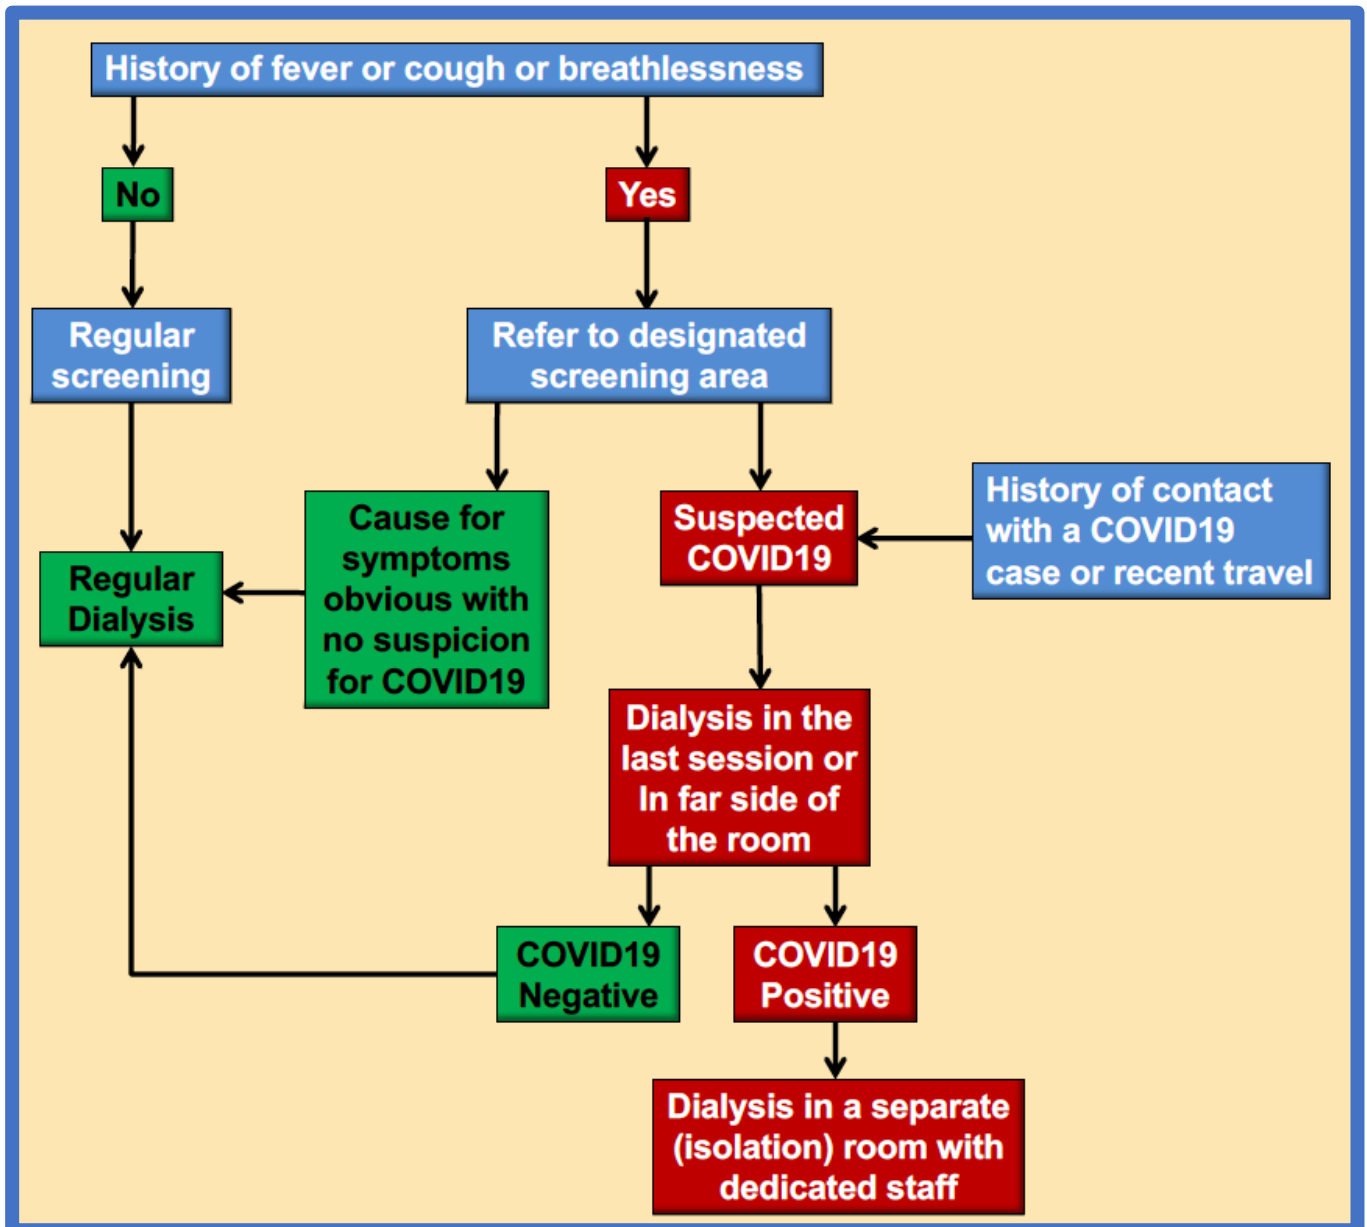 History of fever or cough or breathlessness
No
Yes
Regular
screening
Refer to designated
screening area
Cause for
symptoms
obvious with
no suspicion
for COVID19
Suspected
COVID19
History of contact
with a COVID19
case or recent travel
Regular
Dialysis
Dialysis in the
last session or
In far side of
the room
COVID19
Negative
COVID19
Positive
Dialysis in a separate
(isolation) room with
dedicated staff